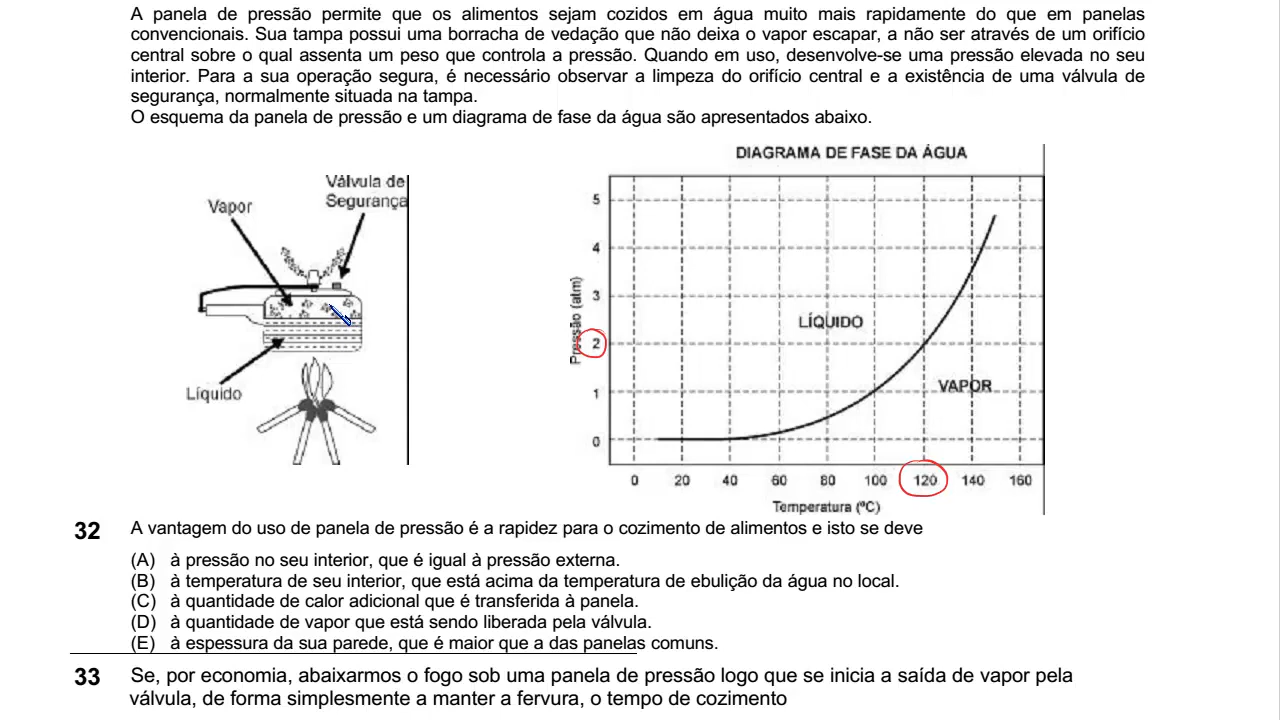 A panela de pressão permite que os alimentos sejam cozidos em água muito mais rapidamente do que em panelas
convencionais. Sua tampa possui uma borracha de vedação que não deixa o vapor escapar, a não ser através de um orifício
central sobre o qual assenta um peso que controla a pressão. Quando em uso, desenvolve-se uma pressão elevada no seu
interior. Para a sua operação segura, é necessário observar a limpeza do orifício central e a existência de uma válvula de
segurança, normalmente situada na tampa.
O esquema da panela de pressão e um diagrama de fase da água são apresentados abaixo.
Válvula de
Segurança
Vapor
Líquido
DIAGRAMA DE FASE DA ÁGUA
Pressão (atm)
5
4
3
2
1
0
LÍQUIDO
VAPOR
0 20 40 60 80 100 120 140 160
Temperatura (ºC)
32 A vantagem do uso de panela de pressão é a rapidez para o cozimento de alimentos e isto se deve
(A) à pressão no seu interior, que é igual à pressão externa.
(B) à temperatura de seu interior, que está acima da temperatura de ebulição da água no local.
(C) à quantidade de calor adicional que é transferida à panela.
(D) à quantidade de vapor que está sendo liberada pela válvula.
(E) à espessura da sua parede, que é maior que a das panelas comuns.
33 Se, por economia, abaixarmos o fogo sob uma panela de pressão logo que se inicia a saída de vapor pela
válvula, de forma simplesmente a manter a fervura, o tempo de cozimento